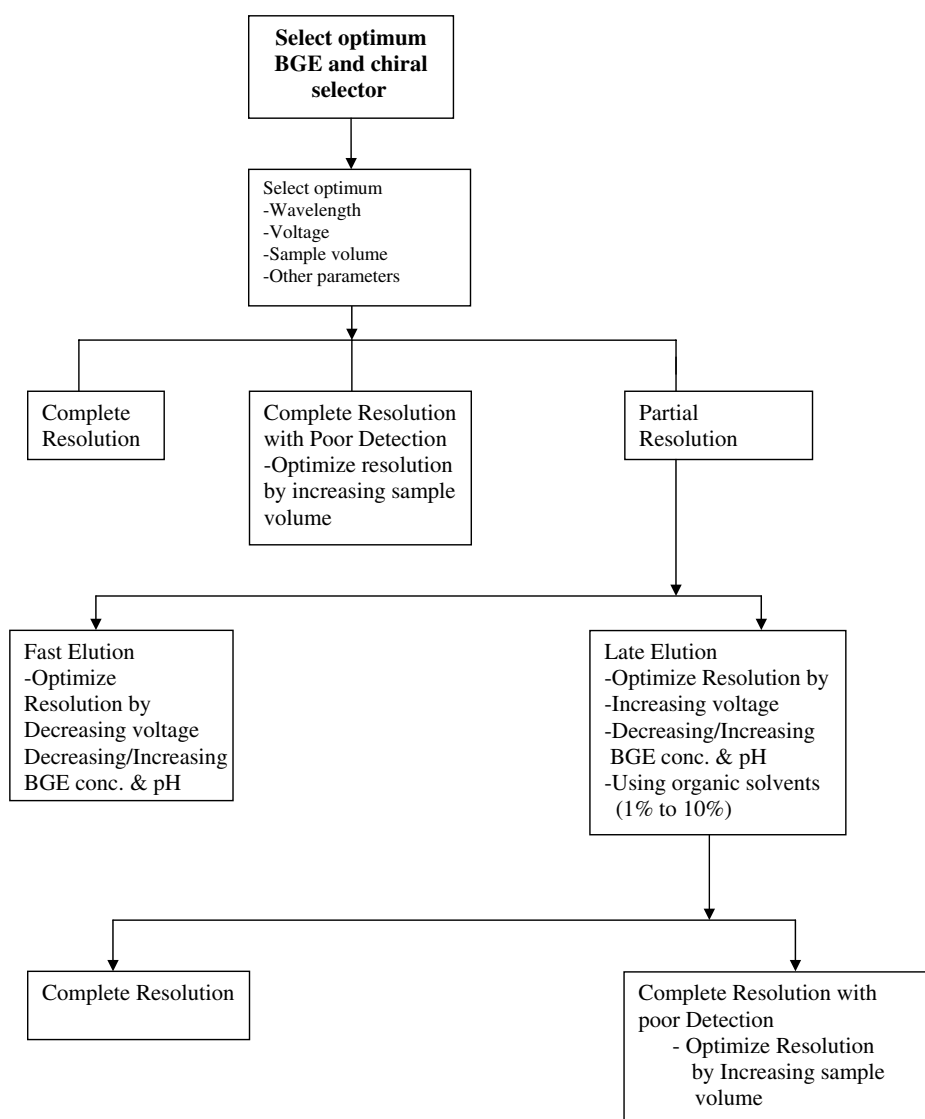 Select optimum
BGE and chiral
selector
Select optimum
-Wavelength
-Voltage
-Sample volume
-Other parameters
Complete
Resolution
Complete Resolution
with Poor Detection
-Optimize resolution
by increasing sample
volume
Partial
Resolution
Fast Elution
-Optimize
Resolution by
Decreasing voltage
Decreasing/Increasing
BGE conc. & pH
Late Elution
-Optimize Resolution by
-Increasing voltage
-Decreasing/Increasing
BGE conc. & pH
-Using organic solvents
(1% to 10%)
Complete Resolution
Complete Resolution with
poor Detection
- Optimize Resolution
by Increasing sample
volume